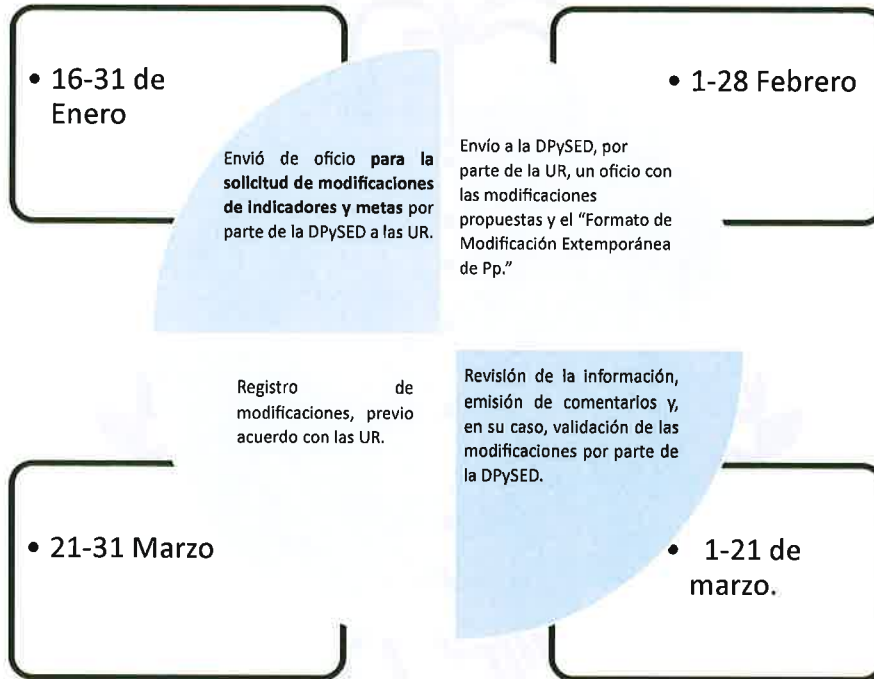 • 16-31 de
Enero
Envió de oficio para la
solicitud de modificaciones
de indicadores y metas por
parte de la DPySED a las UR.
• 1-28 Febrero
Envío a la DPySED, por
parte de la UR, un oficio con
las modificaciones
propuestas y el “Formato de
Modificación Extemporánea
de Pp.”
Registro de
modificaciones, previo
acuerdo con las UR.
• 21-31 Marzo
Revisión de la información,
emisión de comentarios y,
en su caso, validación de las
modificaciones por parte de
la DPySED.
• 1-21 de
marzo.